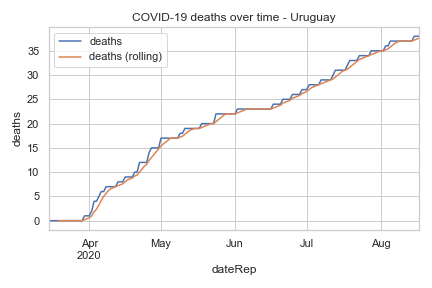 COVID-19 deaths over time - Uruguay
deaths
deaths (rolling)
deaths
35
30
25
20
15
10
5
0
Apr
2020
May
Jun
Jul
Aug
dateRep